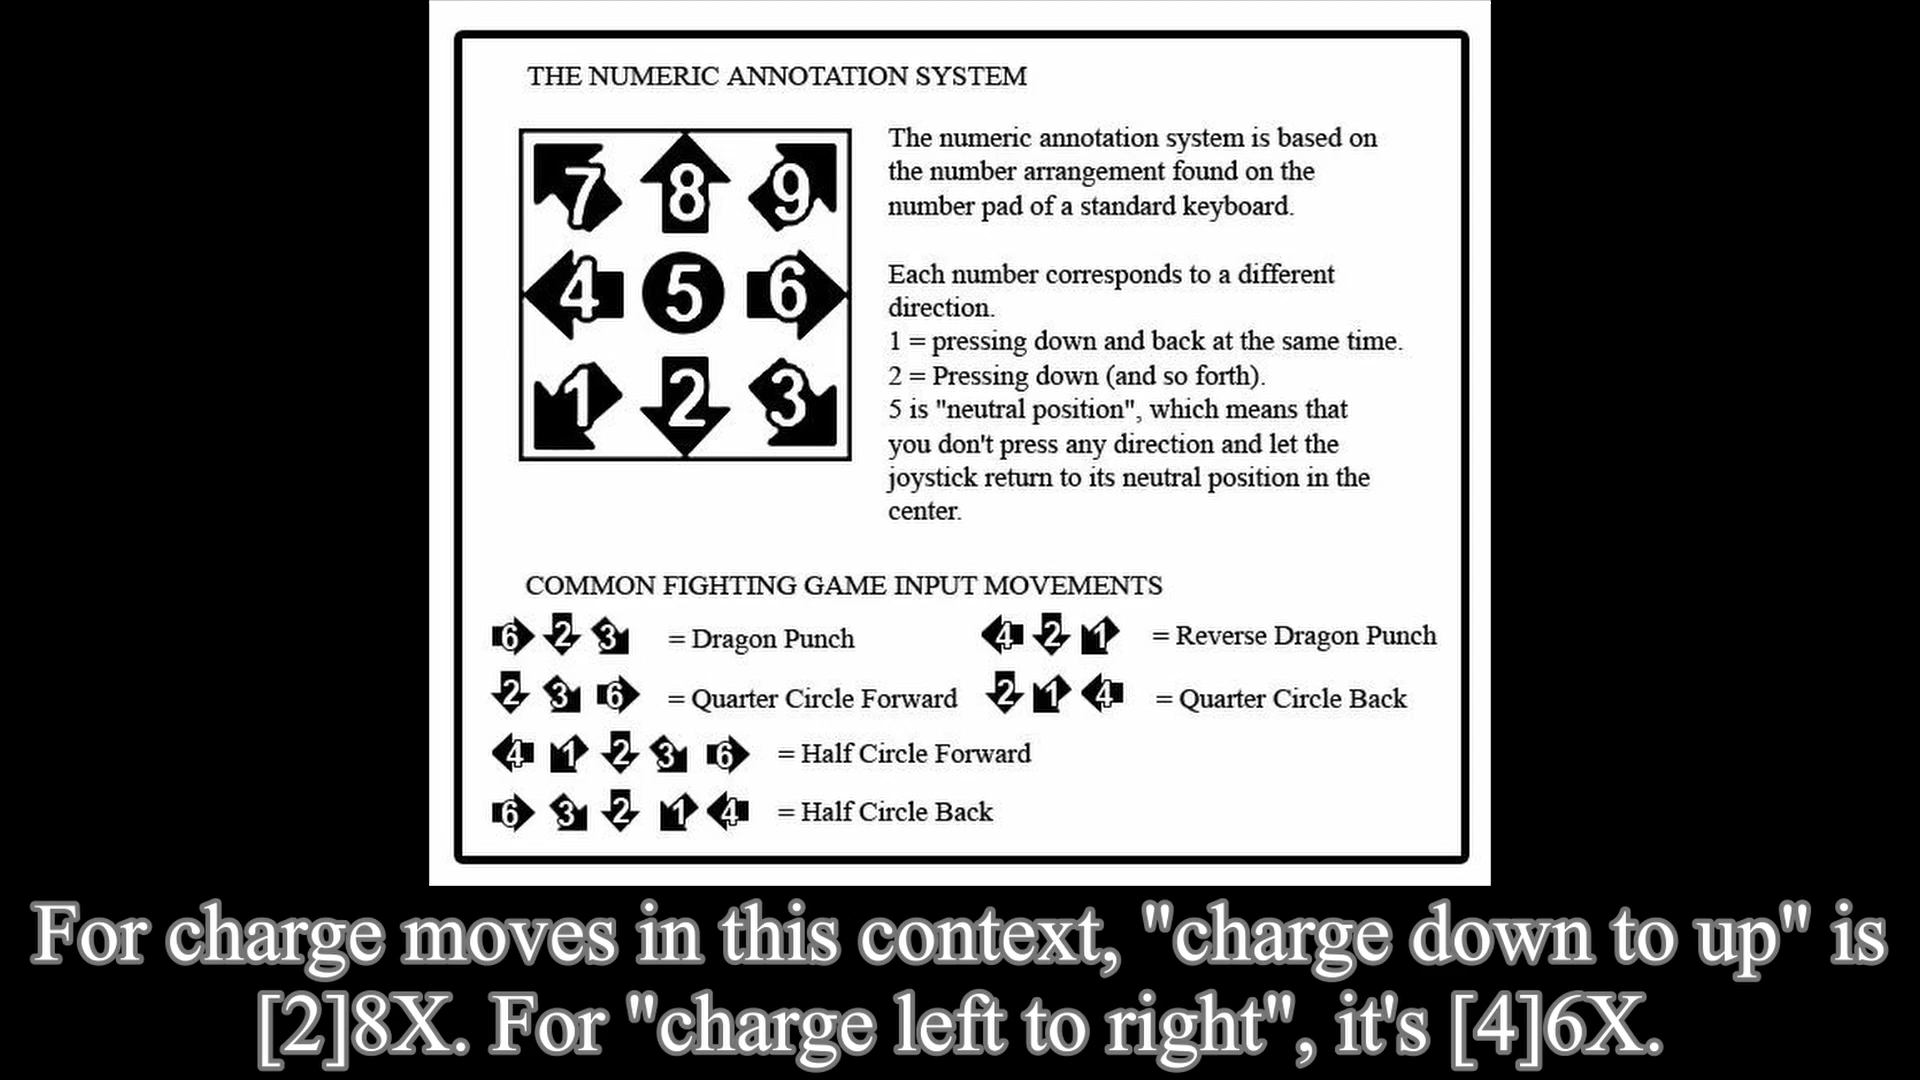 THE NUMERIC ANNOTATION SYSTEM
7 8 9
4 5 6
1 2 3
The numeric annotation system is based on
the number arrangement found on the
number pad of a standard keyboard.
Each number corresponds to a different
direction.
1 = pressing down and back at the same time.
2 = Pressing down (and so forth).
5 is "neutral position", which means that
you don't press any direction and let the
joystick return to its neutral position in the
center.
COMMON FIGHTING GAME INPUT MOVEMENTS
6 2 3 = Dragon Punch
4 2 1 = Reverse Dragon Punch
2 3 6 = Quarter Circle Forward
2 1 4 = Quarter Circle Back
4 1 2 3 6 = Half Circle Forward
6 3 2 1 4 = Half Circle Back
For charge moves in this context, "charge down to up" is
[2]8X. For "charge left to right", it's [4]6X.